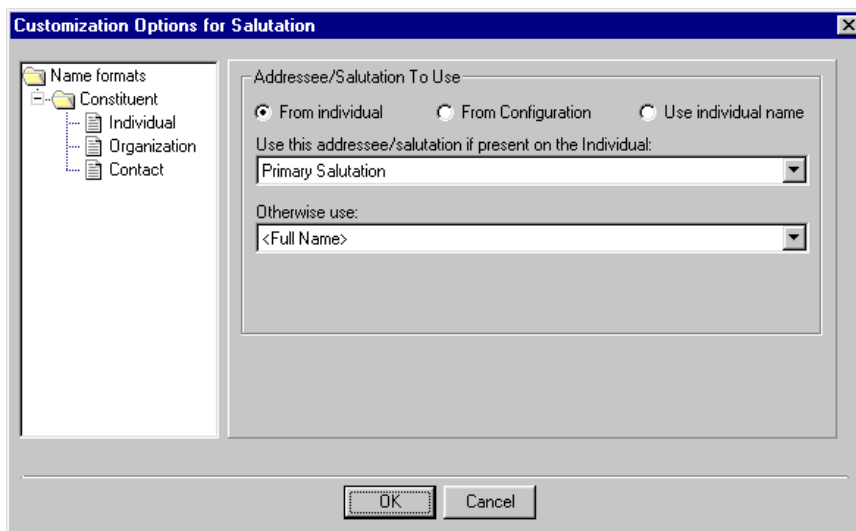 Customization Options for Salutation
Name formats
Constituent
Individual
Organization
Contact
Addressee/Salutation To Use
From individual From Configuration Use individual name
Use this addressee/salutation if present on the Individual:
Primary Salutation
Otherwise use:
<Full Name>
OK Cancel